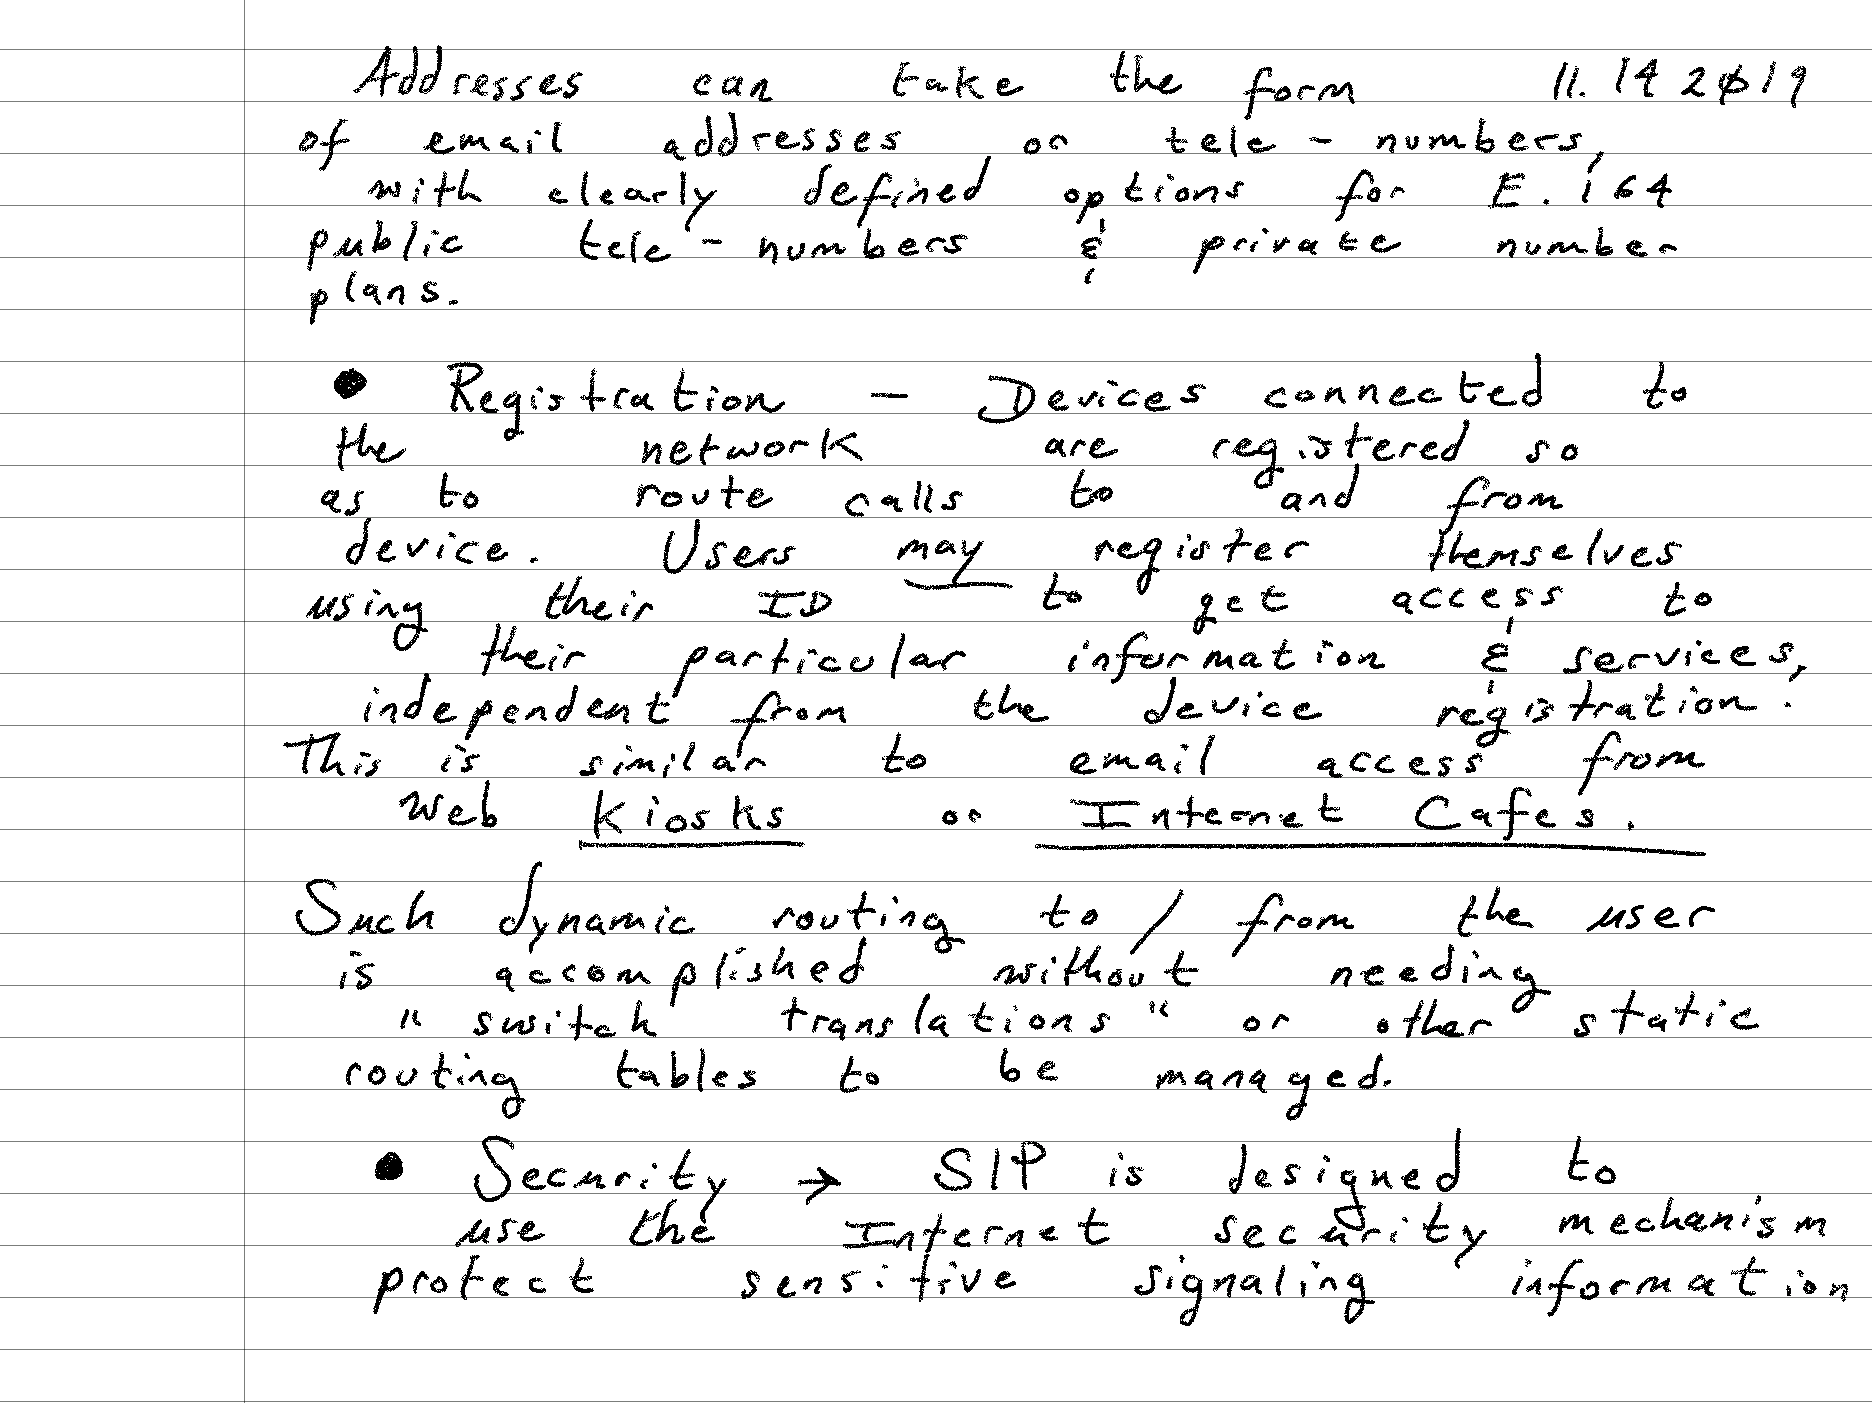 Addresses can take the form 11. 14 2019
of email addresses or tele - numbers,
with clearly defined options for E. 164
public tele - numbers & private number
plans.
● Registration — Devices connected to
the network are registered so
as to route calls to and from
device. Users may register themselves
using their ID to get access to
their particular information & services,
independent from the device registration.
This is similar to email access from
Web Kiosks or Internet Cafes.
Such dynamic routing to / from the user
is accomplished without needing
"switch translations" or other static
routing tables to be managed.
● Security → SIP is designed to
use the Internet security mechanism
protect sensitive signaling information